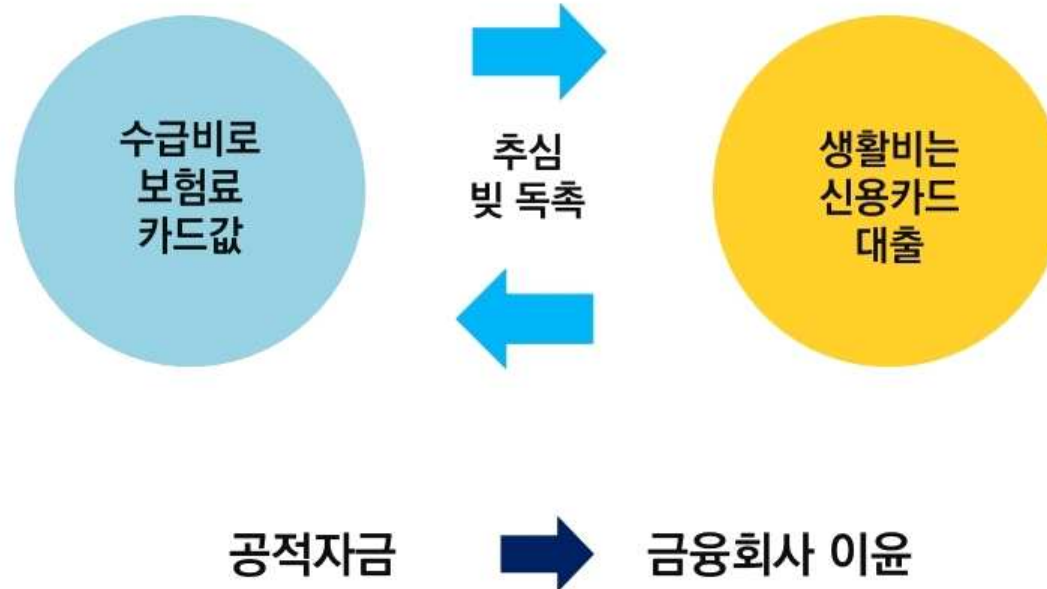 수급비로
보험료
카드값
추심
빚 독촉
생활비는
신용카드
대출
공적자금
금융회사 이윤